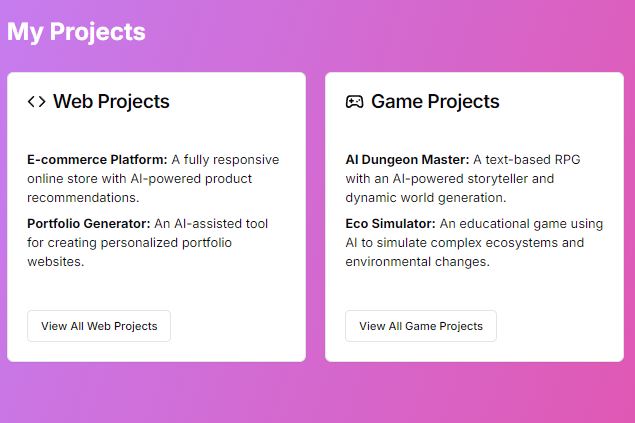 My Projects
Web Projects
E-commerce Platform: A fully responsive
online store with AI-powered product
recommendations.
Portfolio Generator: An AI-assisted tool
for creating personalized portfolio
websites.
View All Web Projects
Game Projects
AI Dungeon Master: A text-based RPG
with an AI-powered storyteller and
dynamic world generation.
Eco Simulator: An educational game using
AI to simulate complex ecosystems and
environmental changes.
View All Game Projects